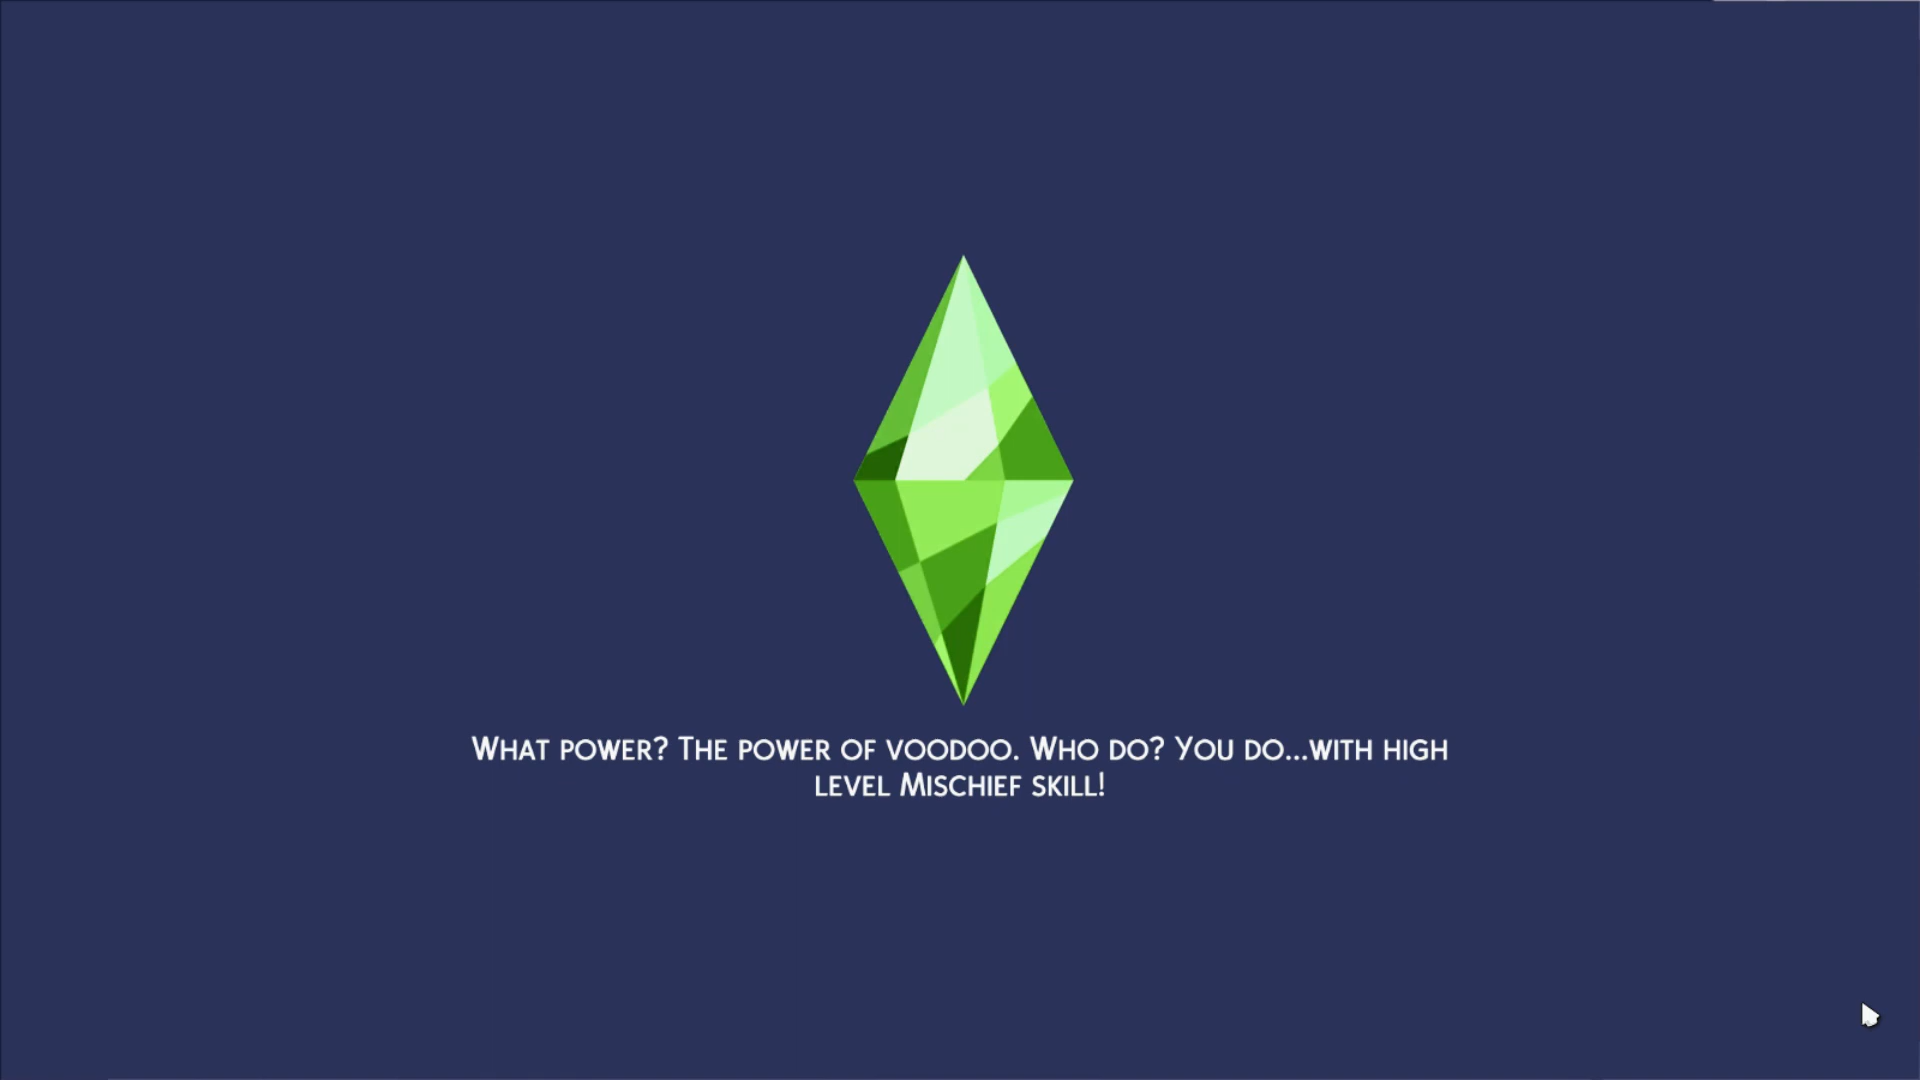 What power? The power of voodoo. Who do? You do...with high
level Mischief skill!